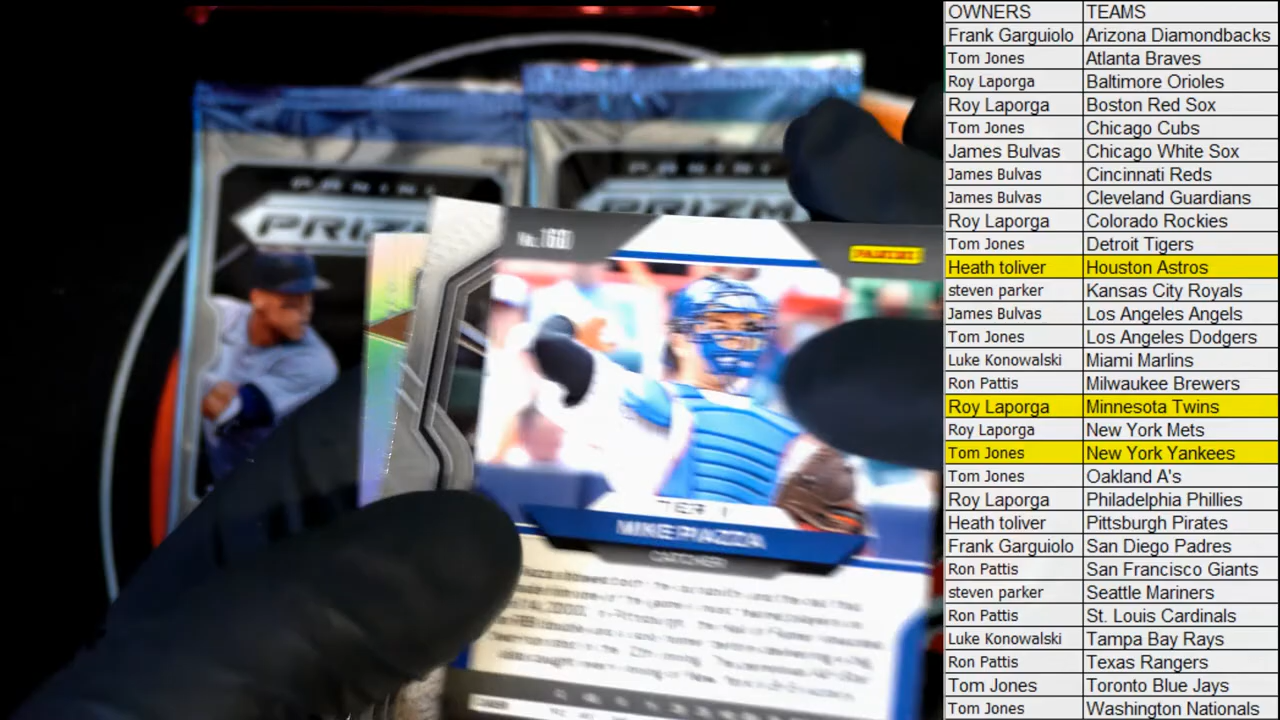 PANINI
PRIZM
PANINI
PRIZM
PANINI
TIER I
MIKE PIAZZA
CATCHER
OWNERS TEAMS
Frank Garguiolo Arizona Diamondbacks
Tom Jones Atlanta Braves
Roy Laporga Baltimore Orioles
Roy Laporga Boston Red Sox
Tom Jones Chicago Cubs
James Bulvas Chicago White Sox
James Bulvas Cincinnati Reds
James Bulvas Cleveland Guardians
Roy Laporga Colorado Rockies
Tom Jones Detroit Tigers
Heath toliver Houston Astros
steven parker Kansas City Royals
James Bulvas Los Angeles Angels
Tom Jones Los Angeles Dodgers
Luke Konowalski Miami Marlins
Ron Pattis Milwaukee Brewers
Roy Laporga Minnesota Twins
Roy Laporga New York Mets
Tom Jones New York Yankees
Tom Jones Oakland A's
Roy Laporga Philadelphia Phillies
Heath toliver Pittsburgh Pirates
Frank Garguiolo San Diego Padres
Ron Pattis San Francisco Giants
steven parker Seattle Mariners
Ron Pattis St. Louis Cardinals
Luke Konowalski Tampa Bay Rays
Ron Pattis Texas Rangers
Tom Jones Toronto Blue Jays
Tom Jones Washington Nationals